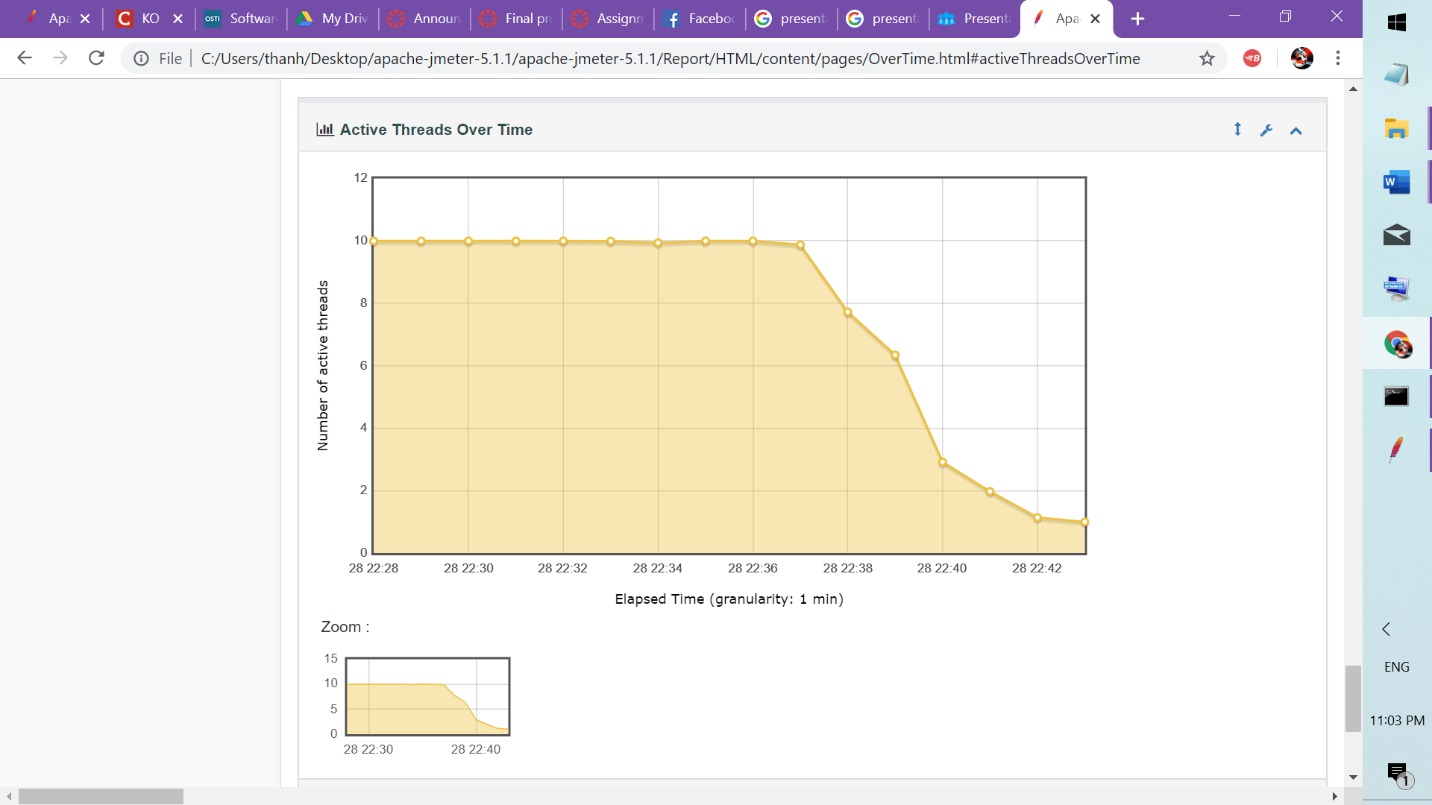 Apa
C KO
OSTI Softwar
My Driv
Announ
Final pr
Assignn
Faceboo
present
present
Present
Apa
File | C:/Users/thanh/Desktop/apache-jmeter-5.1.1/apache-jmeter-5.1.1/Report/HTML/content/pages/OverTime.html#activeThreadsOverTime
Active Threads Over Time
12
10
8
6
4
2
0
Number of active threads
28 22:28 28 22:30 28 22:32 28 22:34 28 22:36 28 22:38 28 22:40 28 22:42
Elapsed Time (granularity: 1 min)
Zoom :
15
10
5
0
28 22:30 28 22:40
W
ENG
11:03 PM
1